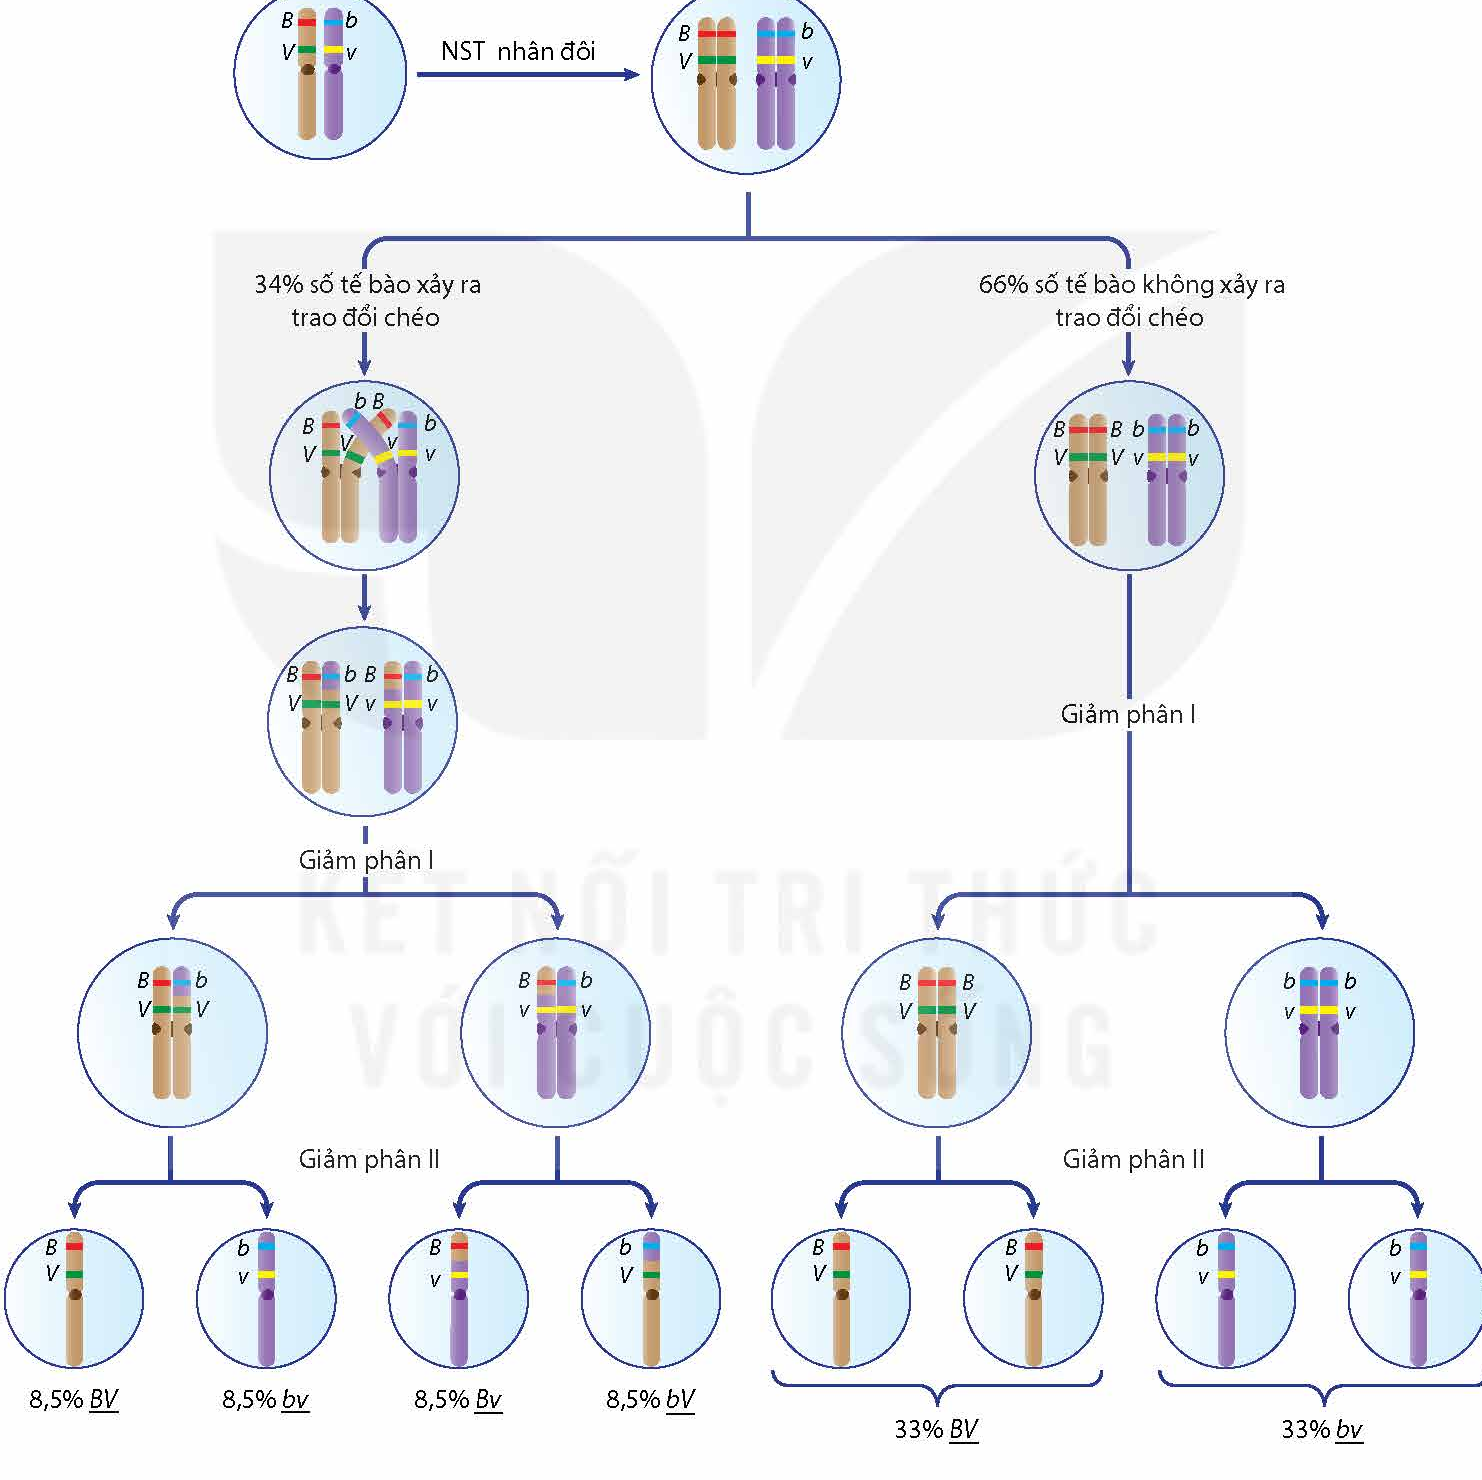 B b
V v
NST nhân đôi
B b
V v
34% số tế bào xảy ra
trao đổi chéo
66% số tế bào không xảy ra
trao đổi chéo
b B
B b
V v
V v
B B b b
V V v v
B b B b
V V v v
Giảm phân I
Giảm phân I
KẾT NỐI TRI THỨC
VỚI CUỘC SỐNG
B b
V V
B b
v v
B B
V V
b b
v v
Giảm phân II
Giảm phân II
B
V
b
v
B
v
b
V
B
V
B
V
b
v
b
v
8,5% BV
8,5% bv
8,5% Bv
8,5% bV
33% BV
33% bv